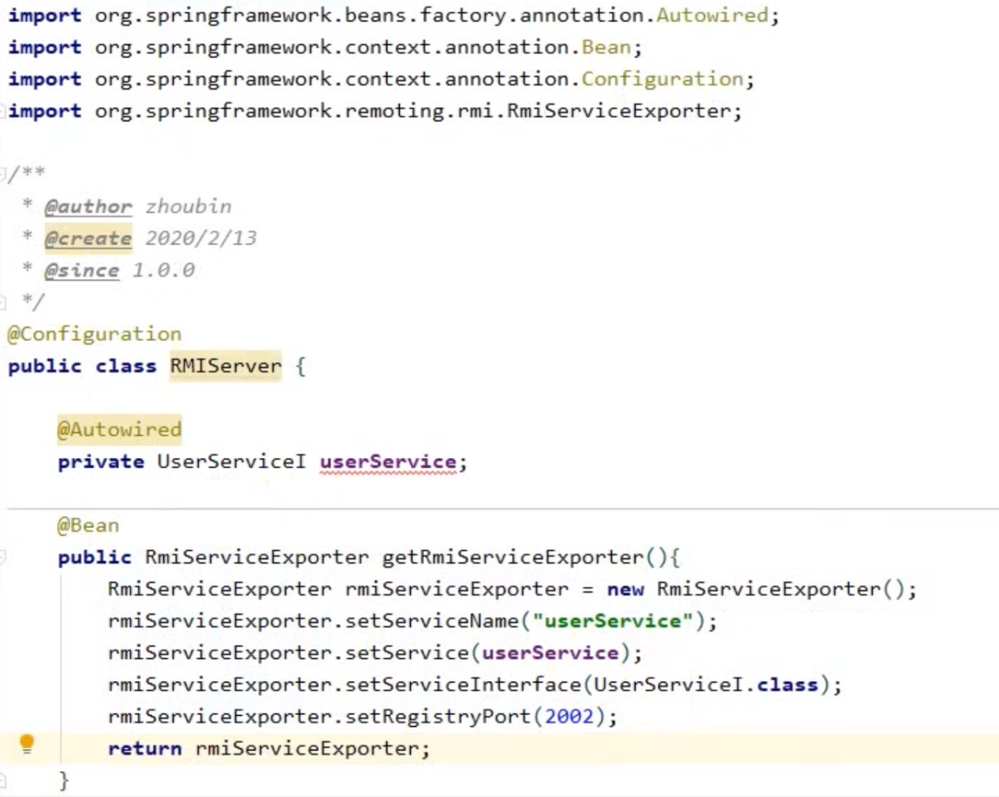 import org.springframework.beans.factory.annotation.Autowired;
import org.springframework.context.annotation.Bean;
import org.springframework.context.annotation.Configuration;
import org.springframework.remoting.rmi.RmiServiceExporter;
/**
* @author zhoubin
* @create 2020/2/13
* @since 1.0.0
*/
@Configuration
public class RMIServer {
@Autowired
private UserServiceI userService;
@Bean
public RmiServiceExporter getRmiServiceExporter(){
RmiServiceExporter rmiServiceExporter = new RmiServiceExporter();
rmiServiceExporter.setServiceName("userService");
rmiServiceExporter.setService(userService);
rmiServiceExporter.setServiceInterface(UserServiceI.class);
rmiServiceExporter.setRegistryPort(2002);
return rmiServiceExporter;
}